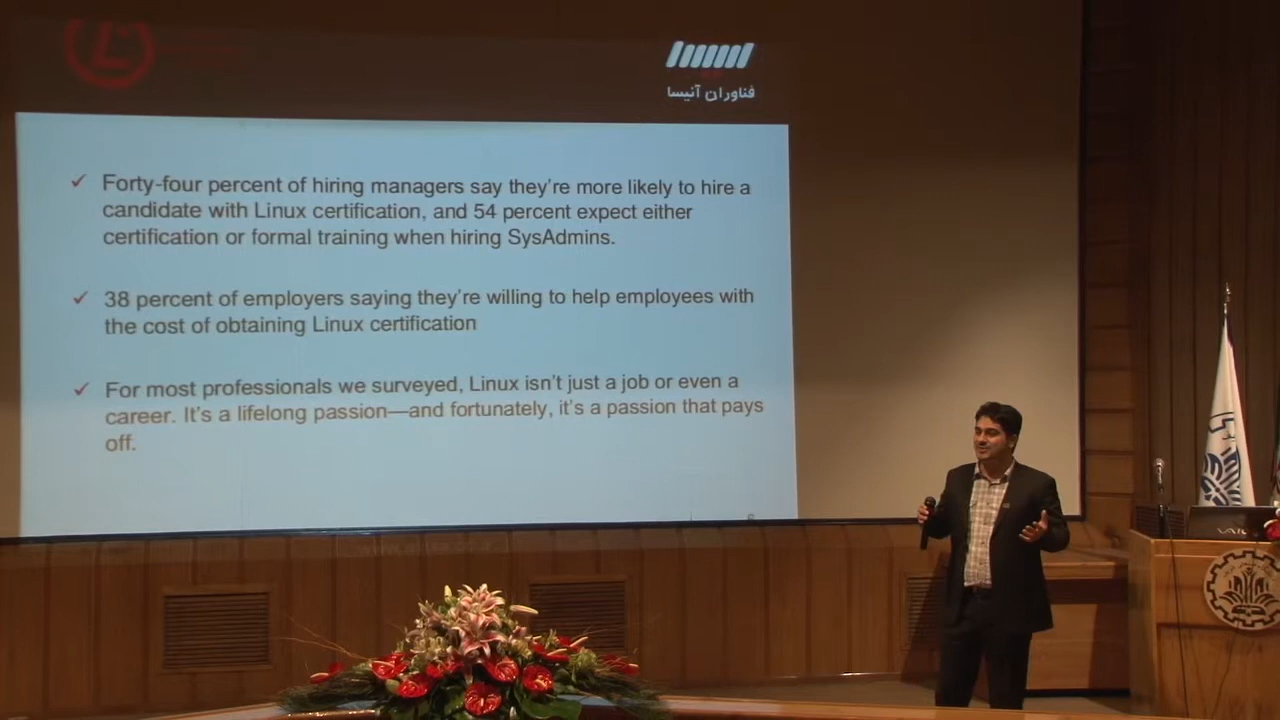 فناوران آنیسا
Forty-four percent of hiring managers say they're more likely to hire a
candidate with Linux certification, and 54 percent expect either
certification or formal training when hiring SysAdmins.
38 percent of employers saying they're willing to help employees with
the cost of obtaining Linux certification
For most professionals we surveyed, Linux isn't just a job or even a
career. It's a lifelong passion—and fortunately, it's a passion that pays
off.
VAIO